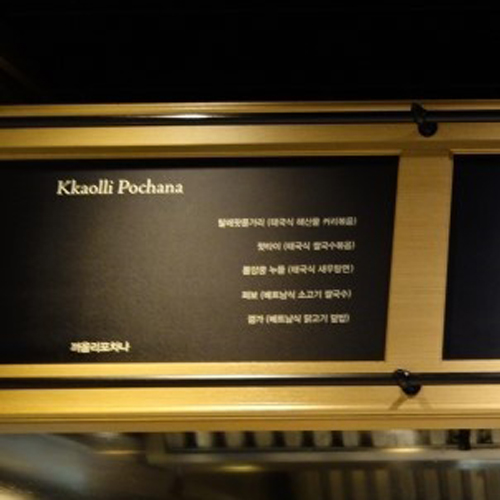 Kkaolli Pochana
탈레팟퐁가리 (태국식 해산물 커리볶음)
팟타이 (태국식 쌀국수볶음)
똠얌꿍 누들 (태국식 새우탕면)
퍼보 (베트남식 소고기 쌀국수)
껌가 (베트남식 닭고기 덮밥)
까올리포차나